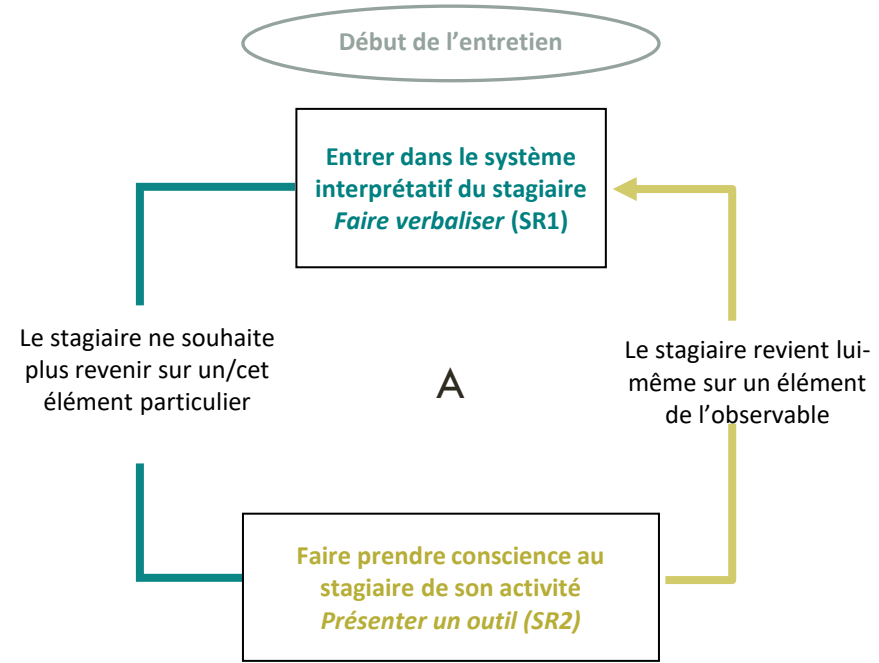 Début de l’entretien
Entrer dans le système
interprétatif du stagiaire
Faire verbaliser (SR1)
Le stagiaire ne souhaite
plus revenir sur un/cet
élément particulier
A
Le stagiaire revient lui-
même sur un élément
de l’observable
Faire prendre conscience au
stagiaire de son activité
Présenter un outil (SR2)